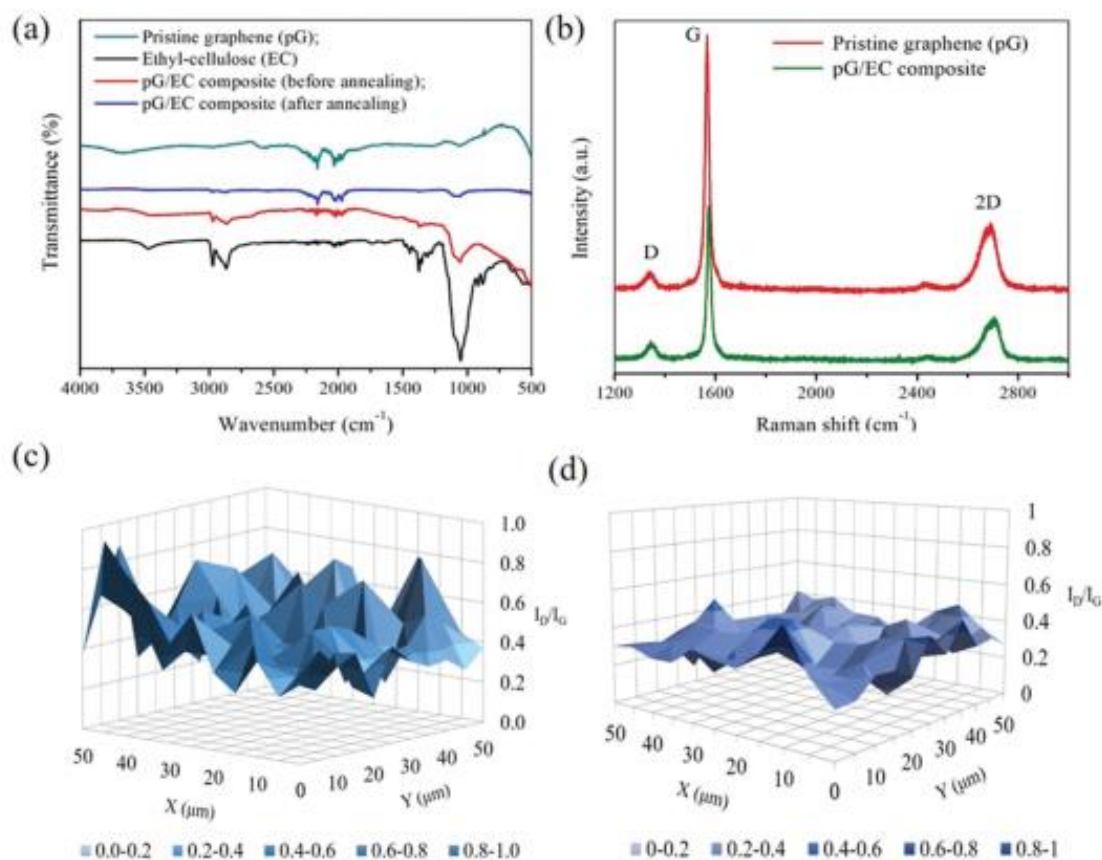 (a)
Pristine graphene (pG);
Ethyl-cellulose (EC)
pG/EC composite (before annealing);
pG/EC composite (after annealing)
Transmittance (%)
4000 3500 3000 2500 2000 1500 1000 500
Wavenumber (cm⁻¹)
(b)
G
Pristine graphene (pG)
pG/EC composite
D
2D
Intensity (a.u.)
1200 1600 2000 2400 2800
Raman shift (cm⁻¹)
(c)
1.0
0.8
0.6
I_D/I_G
0.4
0.2
0.0
50 40 30 20 10 0
X (μm)
10 20 30 40 50
Y (μm)
0.0-0.2 0.2-0.4 0.4-0.6 0.6-0.8 0.8-1.0
(d)
1
0.8
0.6
I_D/I_G
0.4
0.2
0
50 40 30 20 10 0
X (μm)
10 20 30 40 50
Y (μm)
0-0.2 0.2-0.4 0.4-0.6 0.6-0.8 0.8-1